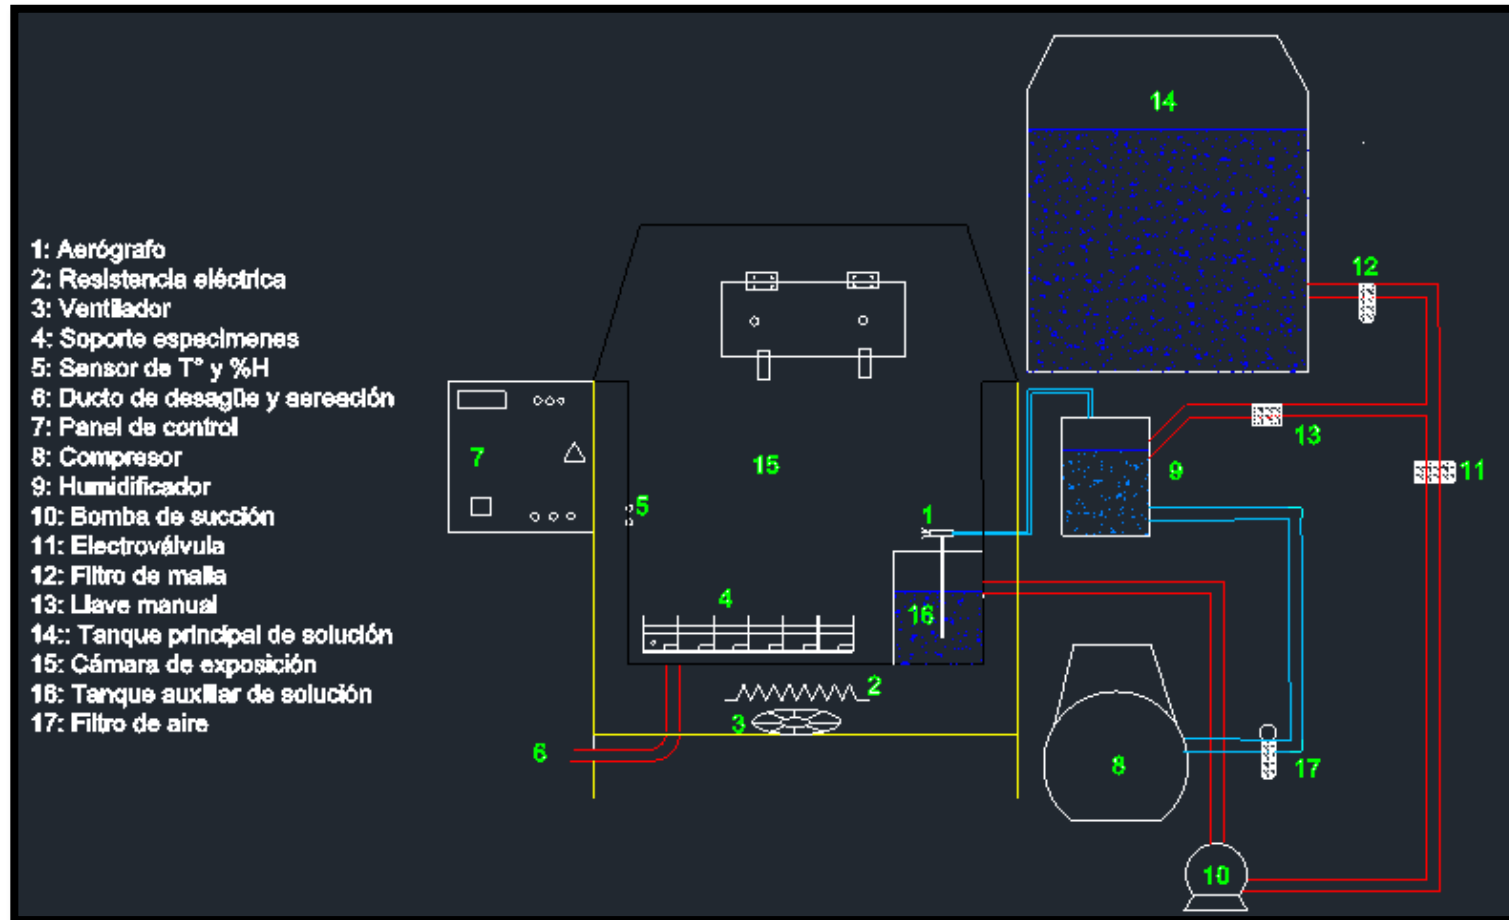 1: Aerógrafo
2: Resistencia eléctrica
3: Ventilador
4: Soporte especimenes
5: Sensor de T° y %H
6: Ducto de desagüe y aereación
7: Panel de control
8: Compresor
9: Humidificador
10: Bomba de succión
11: Electroválvula
12: Filtro de malla
13: Llave manual
14:: Tanque principal de solución
15: Cámara de exposición
16: Tanque auxiliar de solución
17: Filtro de aire
14
12
13
11
7
15
9
5
1
4
16
2
3
6
8
17
10